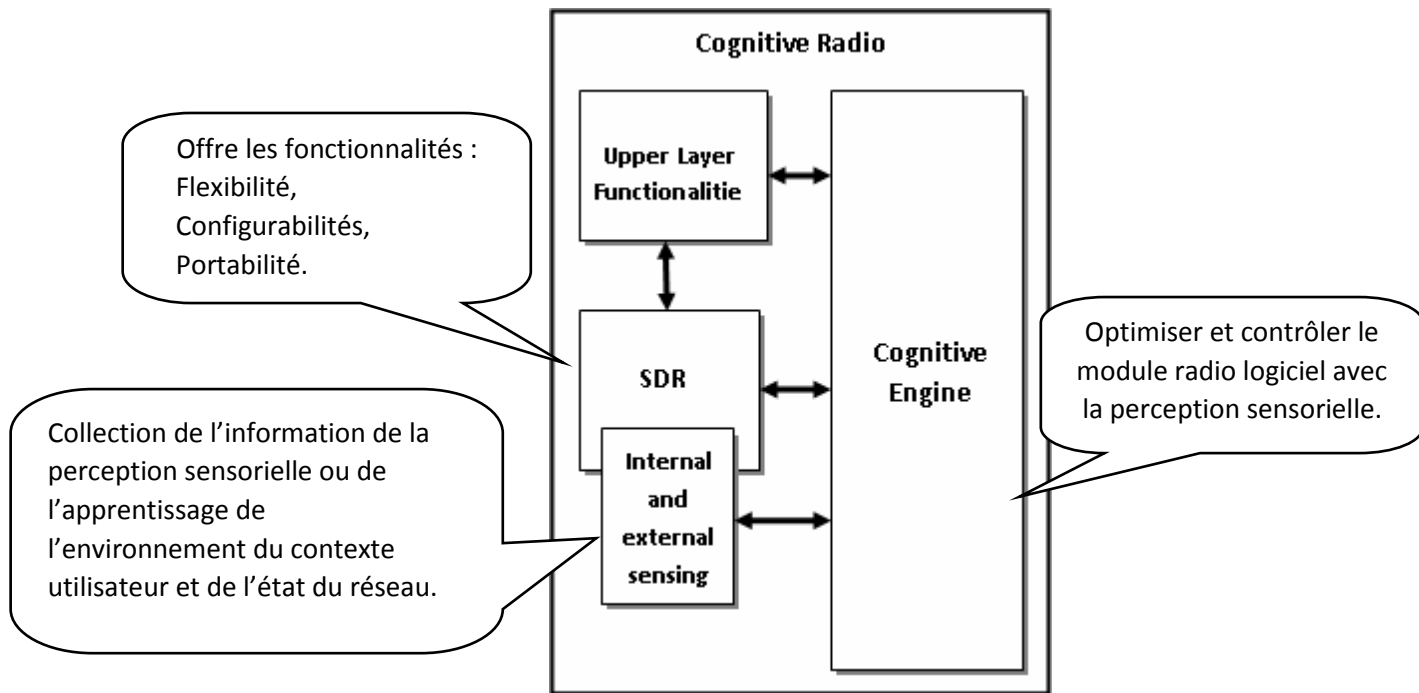 Cognitive Radio
Offre les fonctionnalités :
Flexibilité,
Configurabilités,
Portabilité.
Upper Layer
Functionalitie
SDR
Cognitive
Engine
Optimiser et contrôler le
module radio logiciel avec
la perception sensorielle.
Collection de l’information de la
perception sensorielle ou de
l’apprentissage de
l’environnement du contexte
utilisateur et de l’état du réseau.
Internal
and
external
sensing